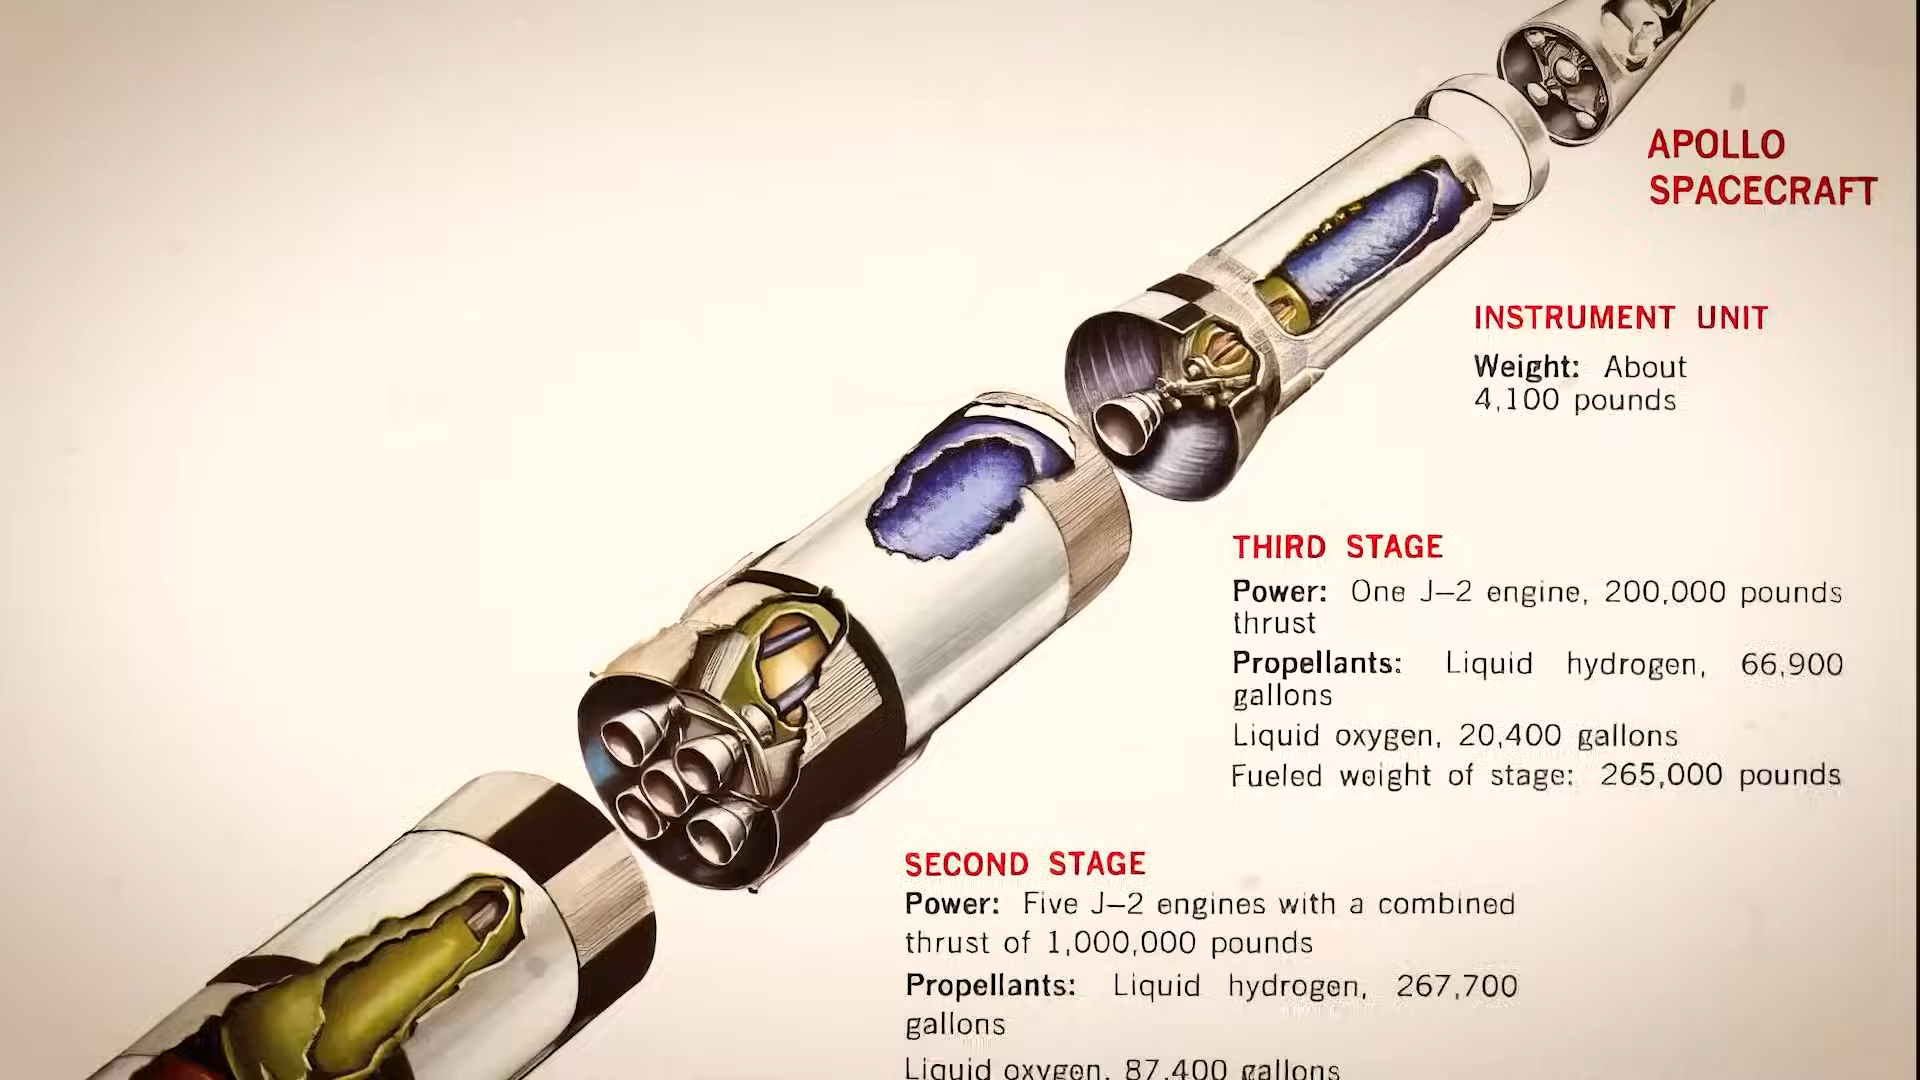 APOLLO
SPACECRAFT
INSTRUMENT UNIT
Weight: About
4,100 pounds
THIRD STAGE
Power: One J–2 engine, 200,000 pounds
thrust
Propellants: Liquid hydrogen, 66,900
gallons
Liquid oxygen, 20,400 gallons
Fueled weight of stage: 265,000 pounds
SECOND STAGE
Power: Five J–2 engines with a combined
thrust of 1,000,000 pounds
Propellants: Liquid hydrogen, 267,700
gallons
Liquid oxygen, 87,400 gallons